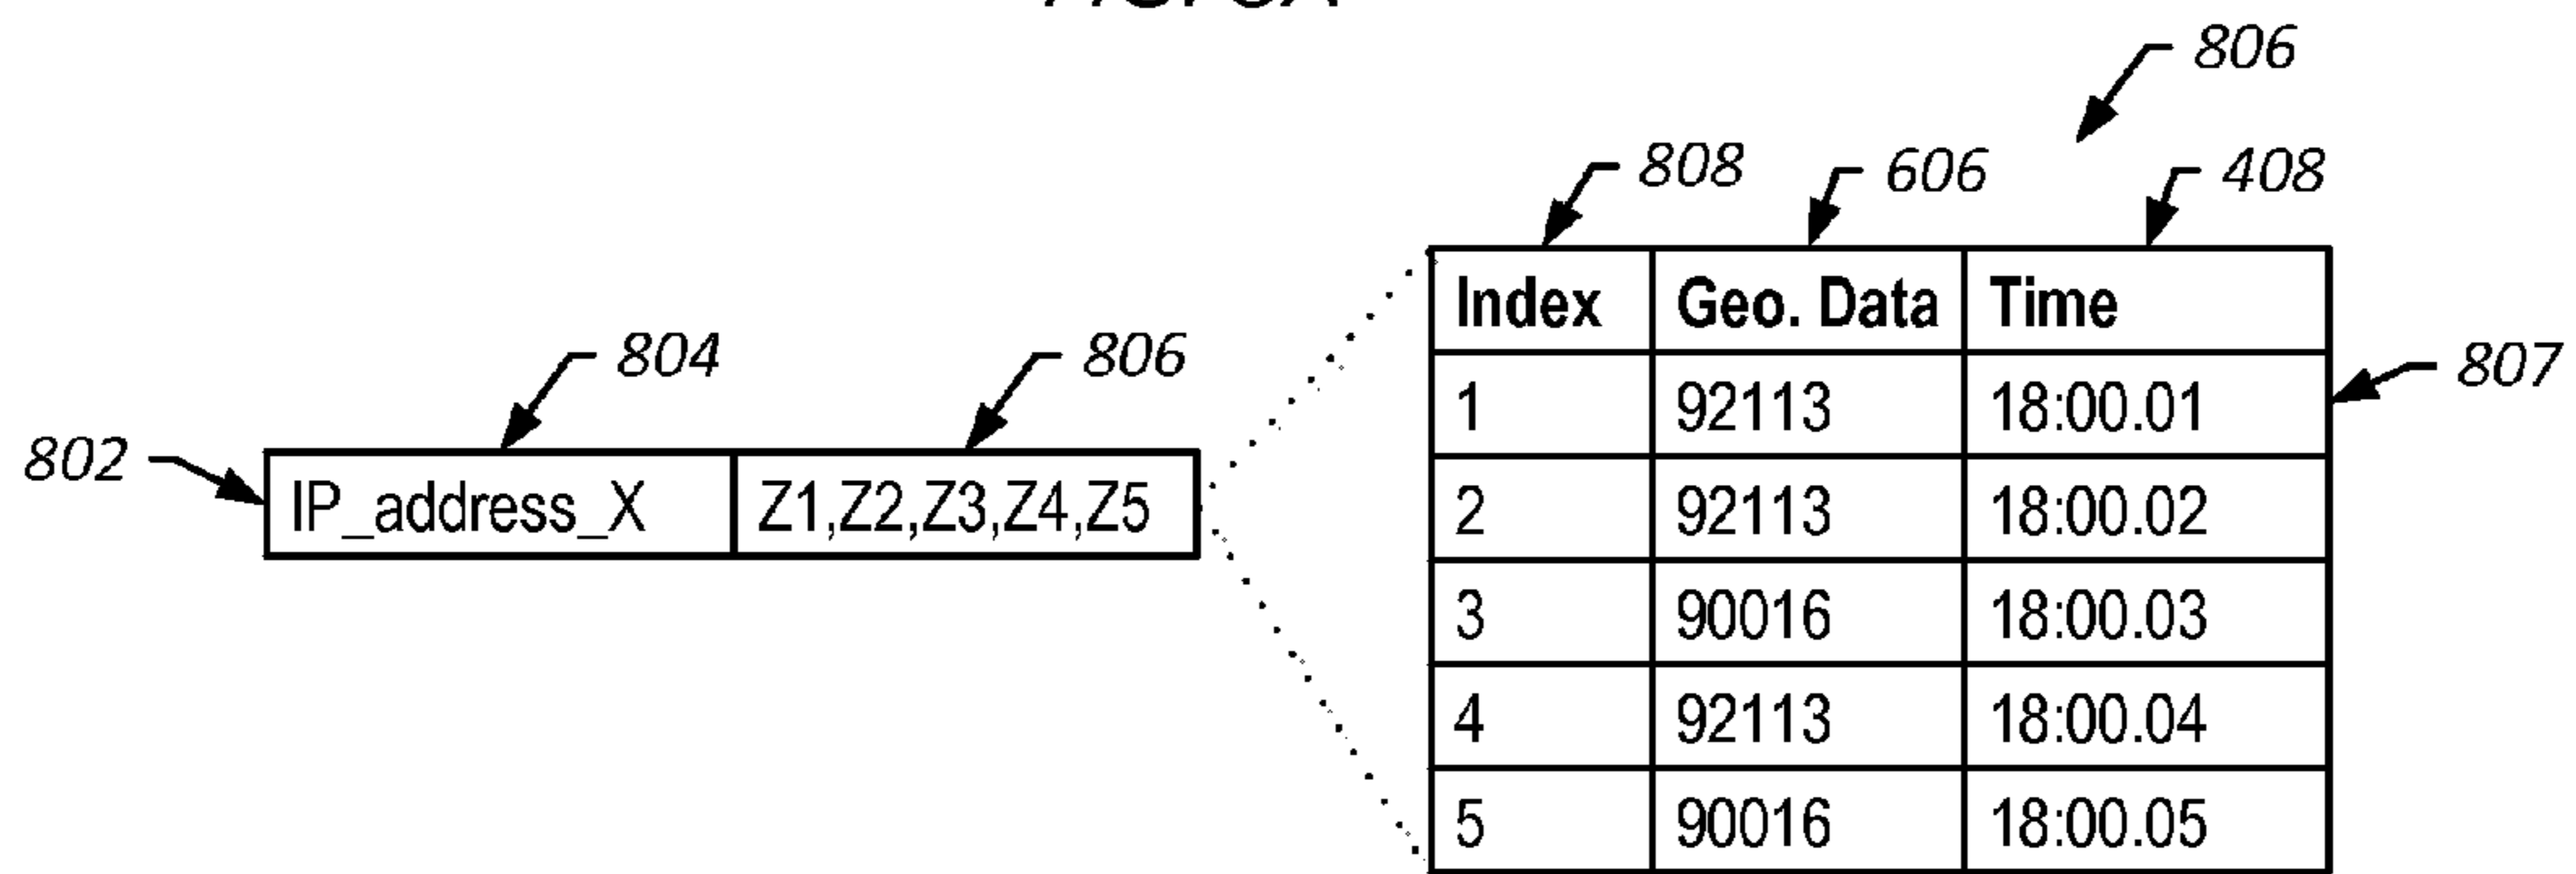 806
808 606 408
Index Geo. Data Time
804 806
1 92113 18:00.01
807
802
IP_address_X Z1,Z2,Z3,Z4,Z5
2 92113 18:00.02
3 90016 18:00.03
4 92113 18:00.04
5 90016 18:00.05